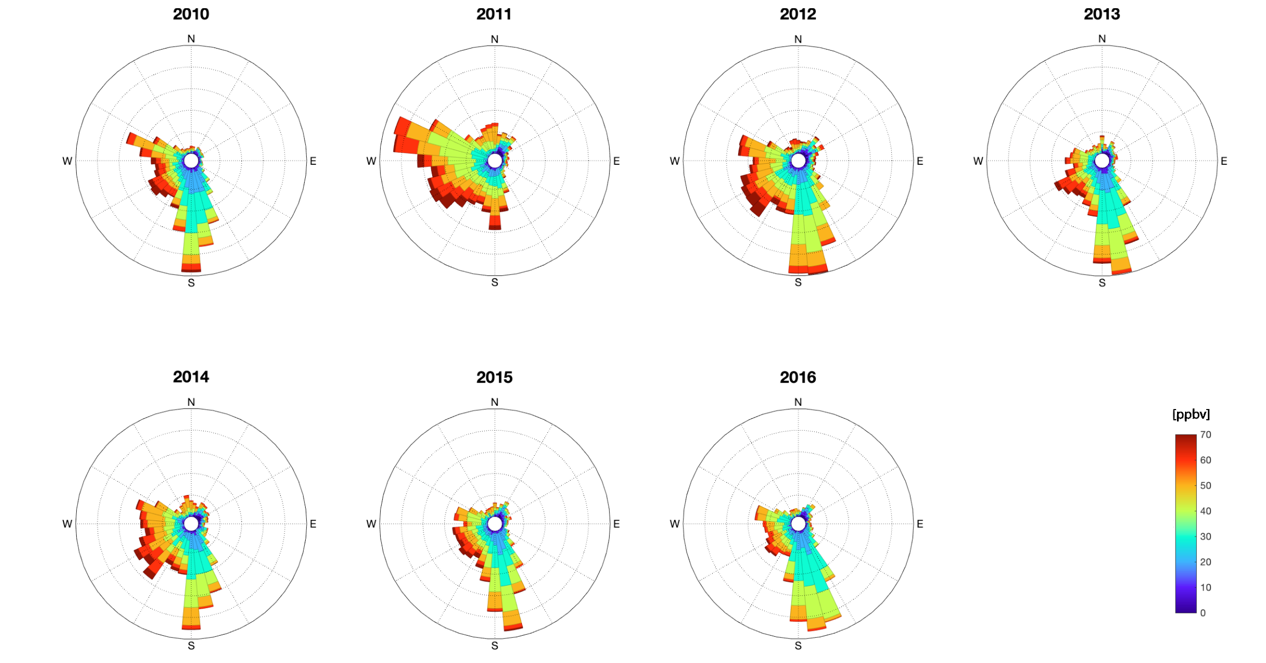 2010 2011 2012 2013
N N N N
W E W E W E W E
S S S S
2014 2015 2016
N N N
W E W E W E
S S S
[ppbv]
70
60
50
40
30
20
10
0